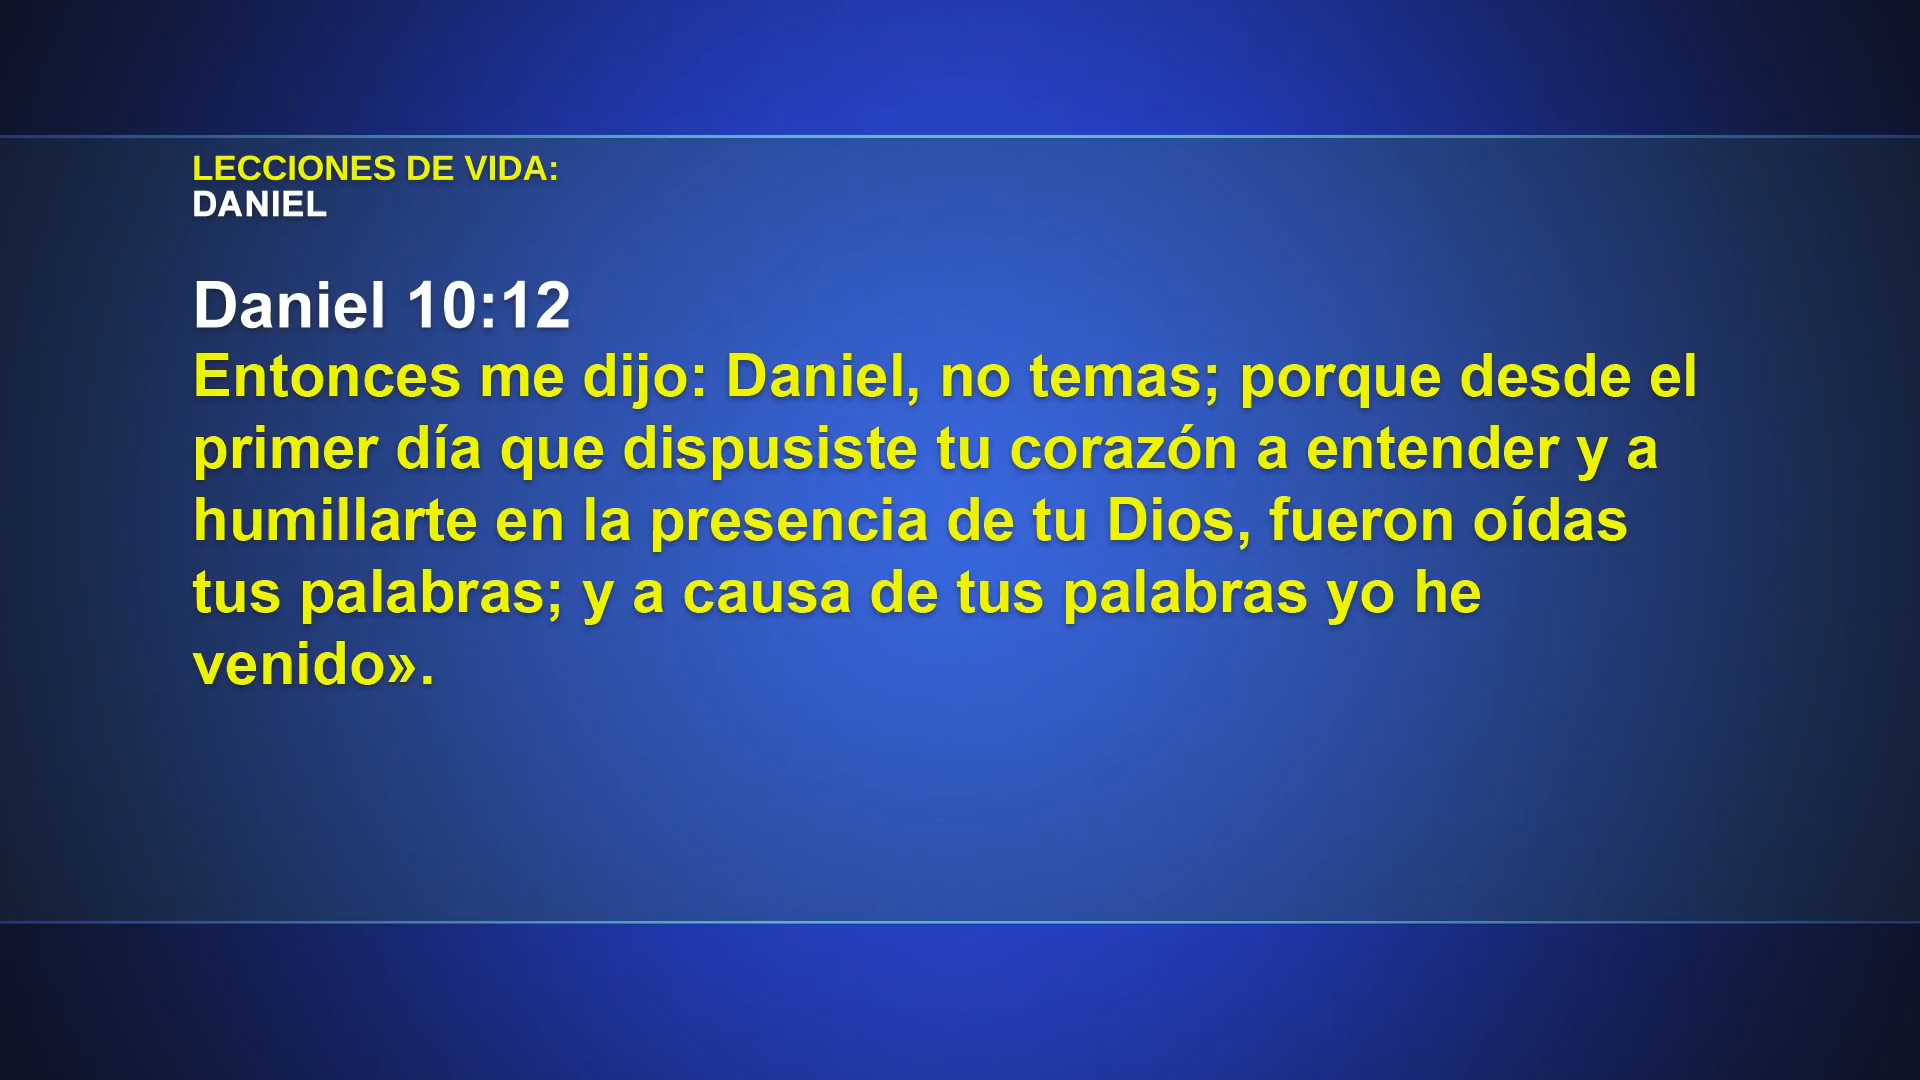 LECCIONES DE VIDA:
DANIEL
Daniel 10:12
Entonces me dijo: Daniel, no temas; porque desde el
primer día que dispusiste tu corazón a entender y a
humillarte en la presencia de tu Dios, fueron oídas
tus palabras; y a causa de tus palabras yo he
venido».